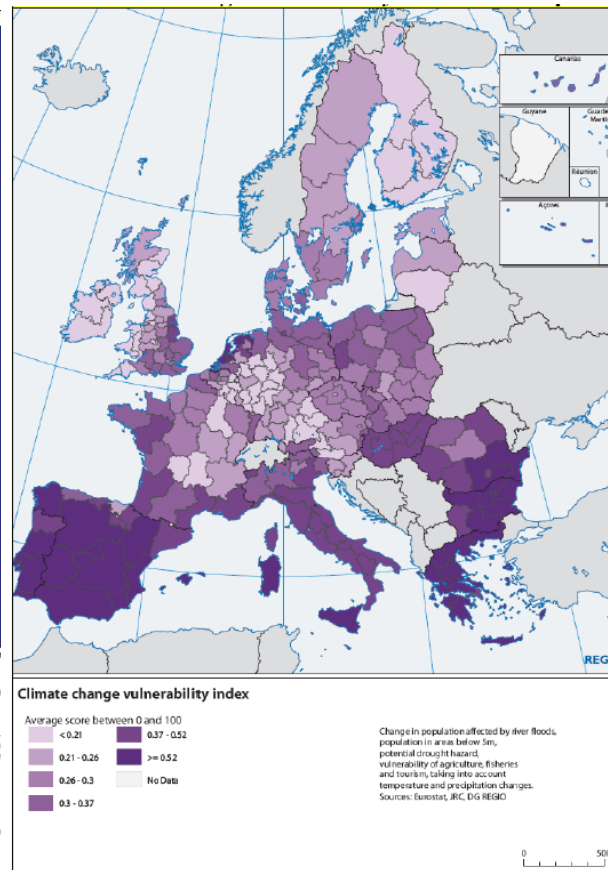 Canarias
Guyane
Réunion
Açores
REG
Climate change vulnerability index
Average score between 0 and 100
< 0.21
0.21 - 0.26
0.26 - 0.3
0.3 - 0.37
0.37 - 0.52
>= 0.52
No Data
Change in population affected by river floods,
population in areas below 5m,
potential drought hazard,
vulnerability of agriculture, fisheries
and tourism, taking into account
temperature and precipitation changes.
Sources: Eurostat, JRC, DG REGIO
0
500